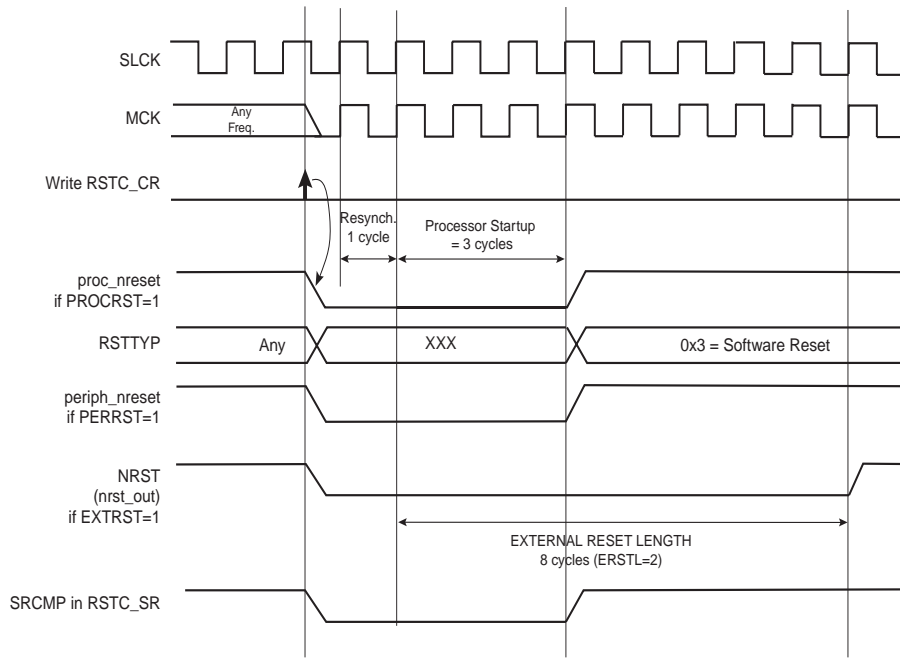 SLCK
MCK
Any
Freq.
Write RSTC_CR
Resynch.
1 cycle
Processor Startup
= 3 cycles
proc_nreset
if PROCRST=1
RSTTYP
Any
XXX
0x3 = Software Reset
periph_nreset
if PERRST=1
NRST
(nrst_out)
if EXTRST=1
EXTERNAL RESET LENGTH
8 cycles (ERSTL=2)
SRCMP in RSTC_SR